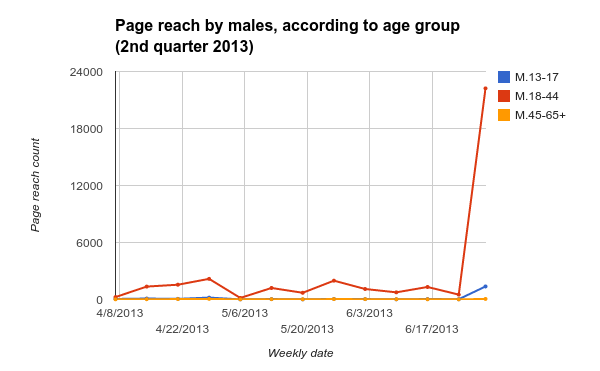 Page reach by males, according to age group
(2nd quarter 2013)
24000
18000
12000
6000
0
Page reach count
4/8/2013
4/22/2013
5/6/2013
5/20/2013
6/3/2013
6/17/2013
Weekly date
M.13-17
M.18-44
M.45-65+